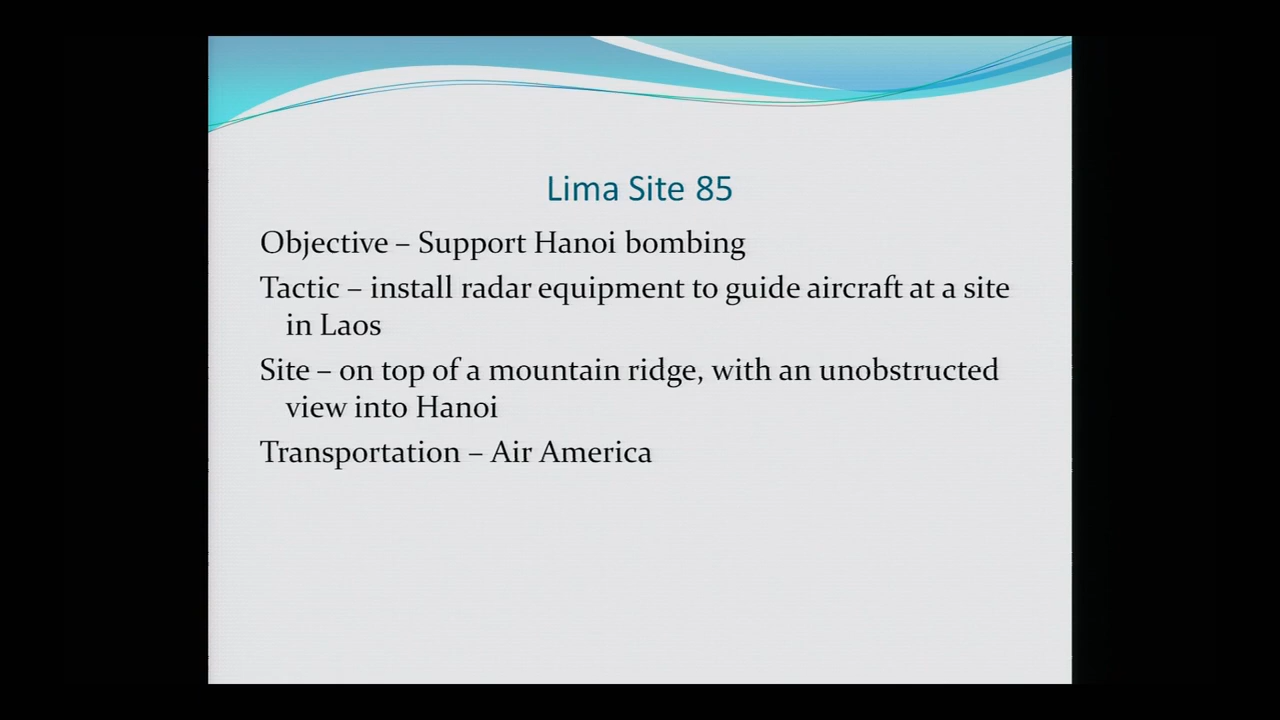 Lima Site 85
Objective – Support Hanoi bombing
Tactic – install radar equipment to guide aircraft at a site
in Laos
Site – on top of a mountain ridge, with an unobstructed
view into Hanoi
Transportation – Air America